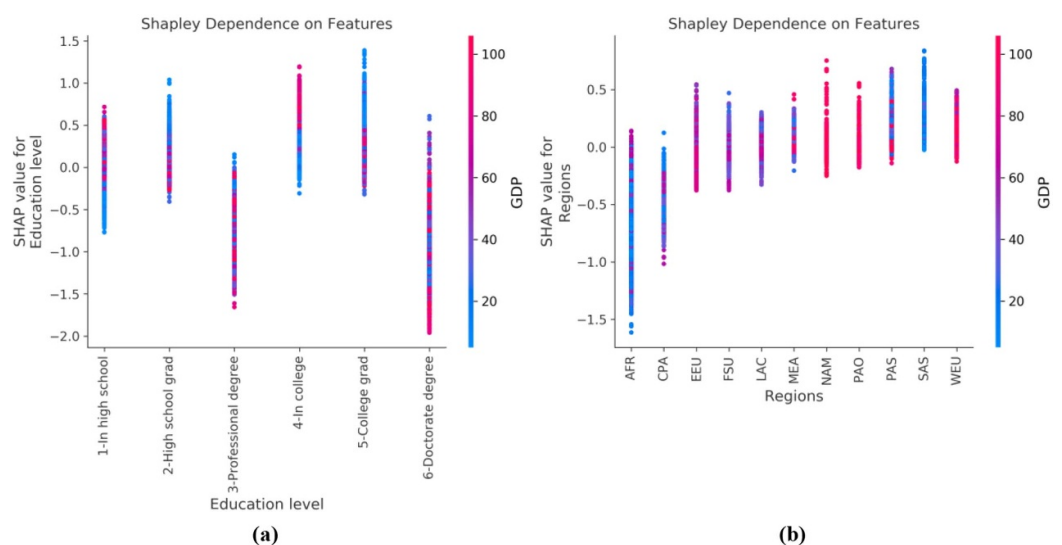 Shapley Dependence on Features
1.5
1.0
0.5
0.0
−0.5
−1.0
−1.5
−2.0
SHAP value for
Education level
1-In high school
2-High school grad
3-Professional degree
4-In college
5-College grad
6-Doctorate degree
Education level
100
80
60
40
20
GDP
(a)
Shapley Dependence on Features
0.5
0.0
−0.5
−1.0
−1.5
SHAP value for
Regions
AFR
CPA
EEU
FSU
LAC
MEA
NAM
PAO
PAS
SAS
WEU
Regions
100
80
60
40
20
GDP
(b)